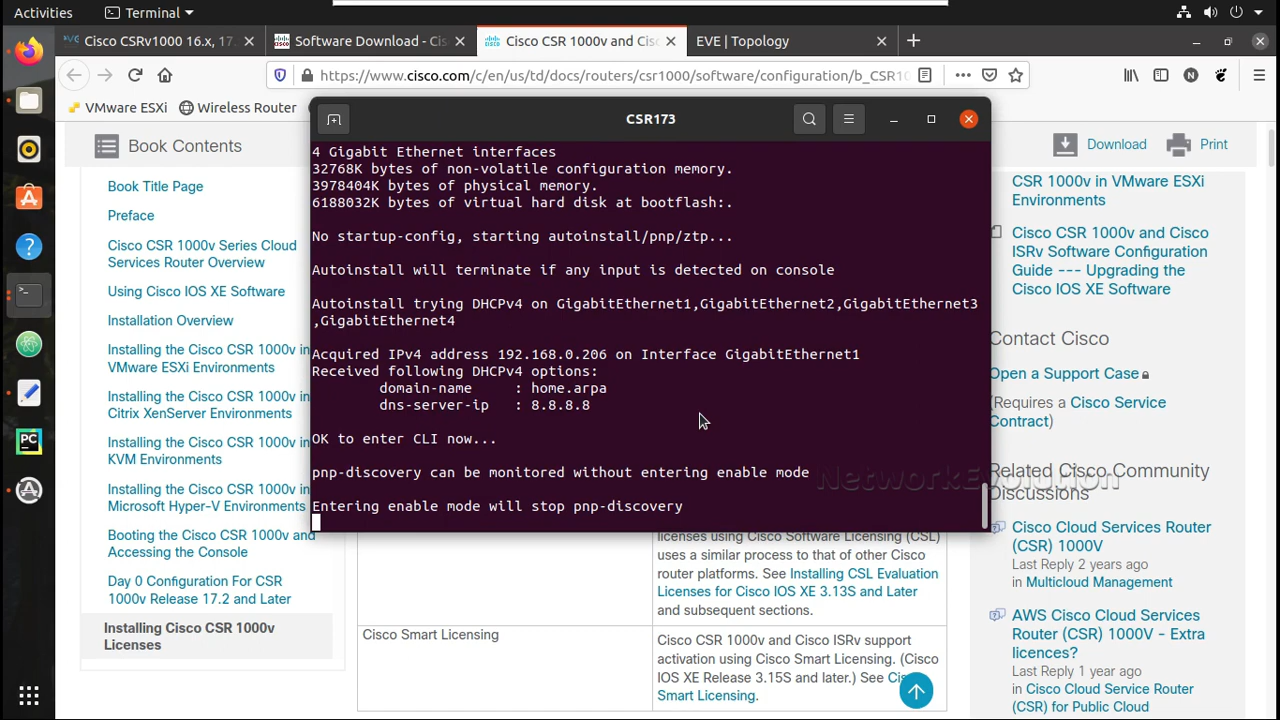 Activities
Terminal
Cisco CSRv1000 16.x, 17.
Software Download - Cis
Cisco CSR 1000v and Cisc
EVE | Topology
https://www.cisco.com/c/en/us/td/docs/routers/csr1000/software/configuration/b_CSR10
VMware ESXi
Wireless Router
CSR173
Book Contents
Download
Print
Book Title Page
Preface
Cisco CSR 1000v Series Cloud
Services Router Overview
Using Cisco IOS XE Software
Installation Overview
Installing the Cisco CSR 1000v in
VMware ESXi Environments
Installing the Cisco CSR 1000v in
Citrix XenServer Environments
Installing the Cisco CSR 1000v in
KVM Environments
Installing the Cisco CSR 1000v in
Microsoft Hyper-V Environments
Booting the Cisco CSR 1000v and
Accessing the Console
Day 0 Configuration For CSR
1000v Release 17.2 and Later
Installing Cisco CSR 1000v
Licenses
4 Gigabit Ethernet interfaces
32768K bytes of non-volatile configuration memory.
3978404K bytes of physical memory.
6188032K bytes of virtual hard disk at bootflash:.
No startup-config, starting autoinstall/pnp/ztp...
Autoinstall will terminate if any input is detected on console
Autoinstall trying DHCPv4 on GigabitEthernet1,GigabitEthernet2,GigabitEthernet3
,GigabitEthernet4
Acquired IPv4 address 192.168.0.206 on Interface GigabitEthernet1
Received following DHCPv4 options:
domain-name : home.arpa
dns-server-ip : 8.8.8.8
OK to enter CLI now...
pnp-discovery can be monitored without entering enable mode
Entering enable mode will stop pnp-discovery
NetworkEvolution
licenses using Cisco Software Licensing (CSL)
uses a similar process to that of other Cisco
router platforms. See Installing CSL Evaluation
Licenses for Cisco IOS XE 3.13S and Later
and subsequent sections.
Cisco Smart Licensing
Cisco CSR 1000v and Cisco ISRv support
activation using Cisco Smart Licensing. (Cisco
IOS XE Release 3.15S and later.) See Cis
Smart Licensing.
CSR 1000v in VMware ESXi
Environments
Cisco CSR 1000v and Cisco
ISRv Software Configuration
Guide --- Upgrading the
Cisco IOS XE Software
Contact Cisco
Open a Support Case
(Requires a Cisco Service
Contract)
Related Cisco Community
Discussions
Cisco Cloud Services Router
(CSR) 1000V
Last Reply 2 years ago
in Multicloud Management
AWS Cisco Cloud Services
Router (CSR) 1000V - Extra
licences?
Last Reply 1 year ago
in Cisco Cloud Service Router
(CSR) for Public Cloud